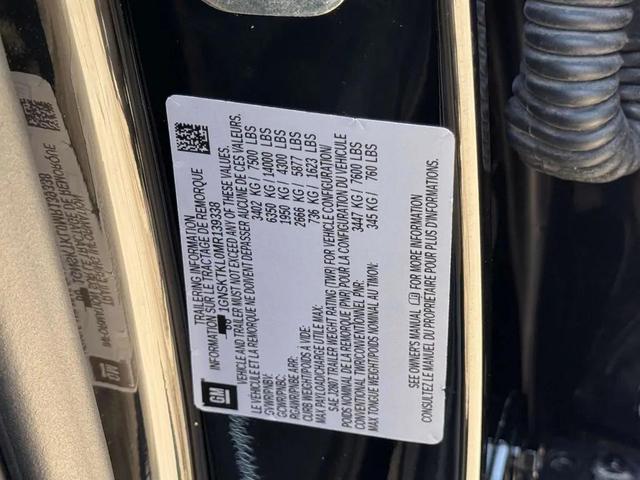 TRAILERING INFORMATION
INFORMATION SUR LE TRACTAGE DE REMORQUE
1GNSKTKL0MR139338
VEHICLE AND TRAILER MUST NOT EXCEED ANY OF THESE VALUES.
LE VEHICULE ET LA REMORQUE NE DOIVENT DEPASSER AUCUNE DE CES VALEURS.
GVWR/PNBV: 3402 KG / 7500 LBS
GCWR/PNBC: 6350 KG / 14000 LBS
RGAWR/PNBE ARR: 1950 KG / 4300 LBS
CURB WEIGHT/POIDS À VIDE: 2666 KG / 5877 LBS
MAX PAYLOAD/CHARGE UTILE MAX: 736 KG / 1623 LBS
SAE J2807 TRAILER WEIGHT RATING (TWR) FOR VEHICLE CONFIGURATION/
POIDS NOMINAL DE LA REMORQUE (PNR) POUR LA CONFIGURATION DU VÉHICULE
CONVENTIONAL TWR/CONVENTIONNEL PNR: 3447 KG / 7600 LBS
MAX TONGUE WEIGHT/POIDS NOMINAL AU TIMON: 345 KG / 760 LBS
SEE OWNER'S MANUAL FOR MORE INFORMATION.
CONSULTEZ LE MANUEL DU PROPRIETAIRE POUR PLUS D'INFORMATIONS.
GM